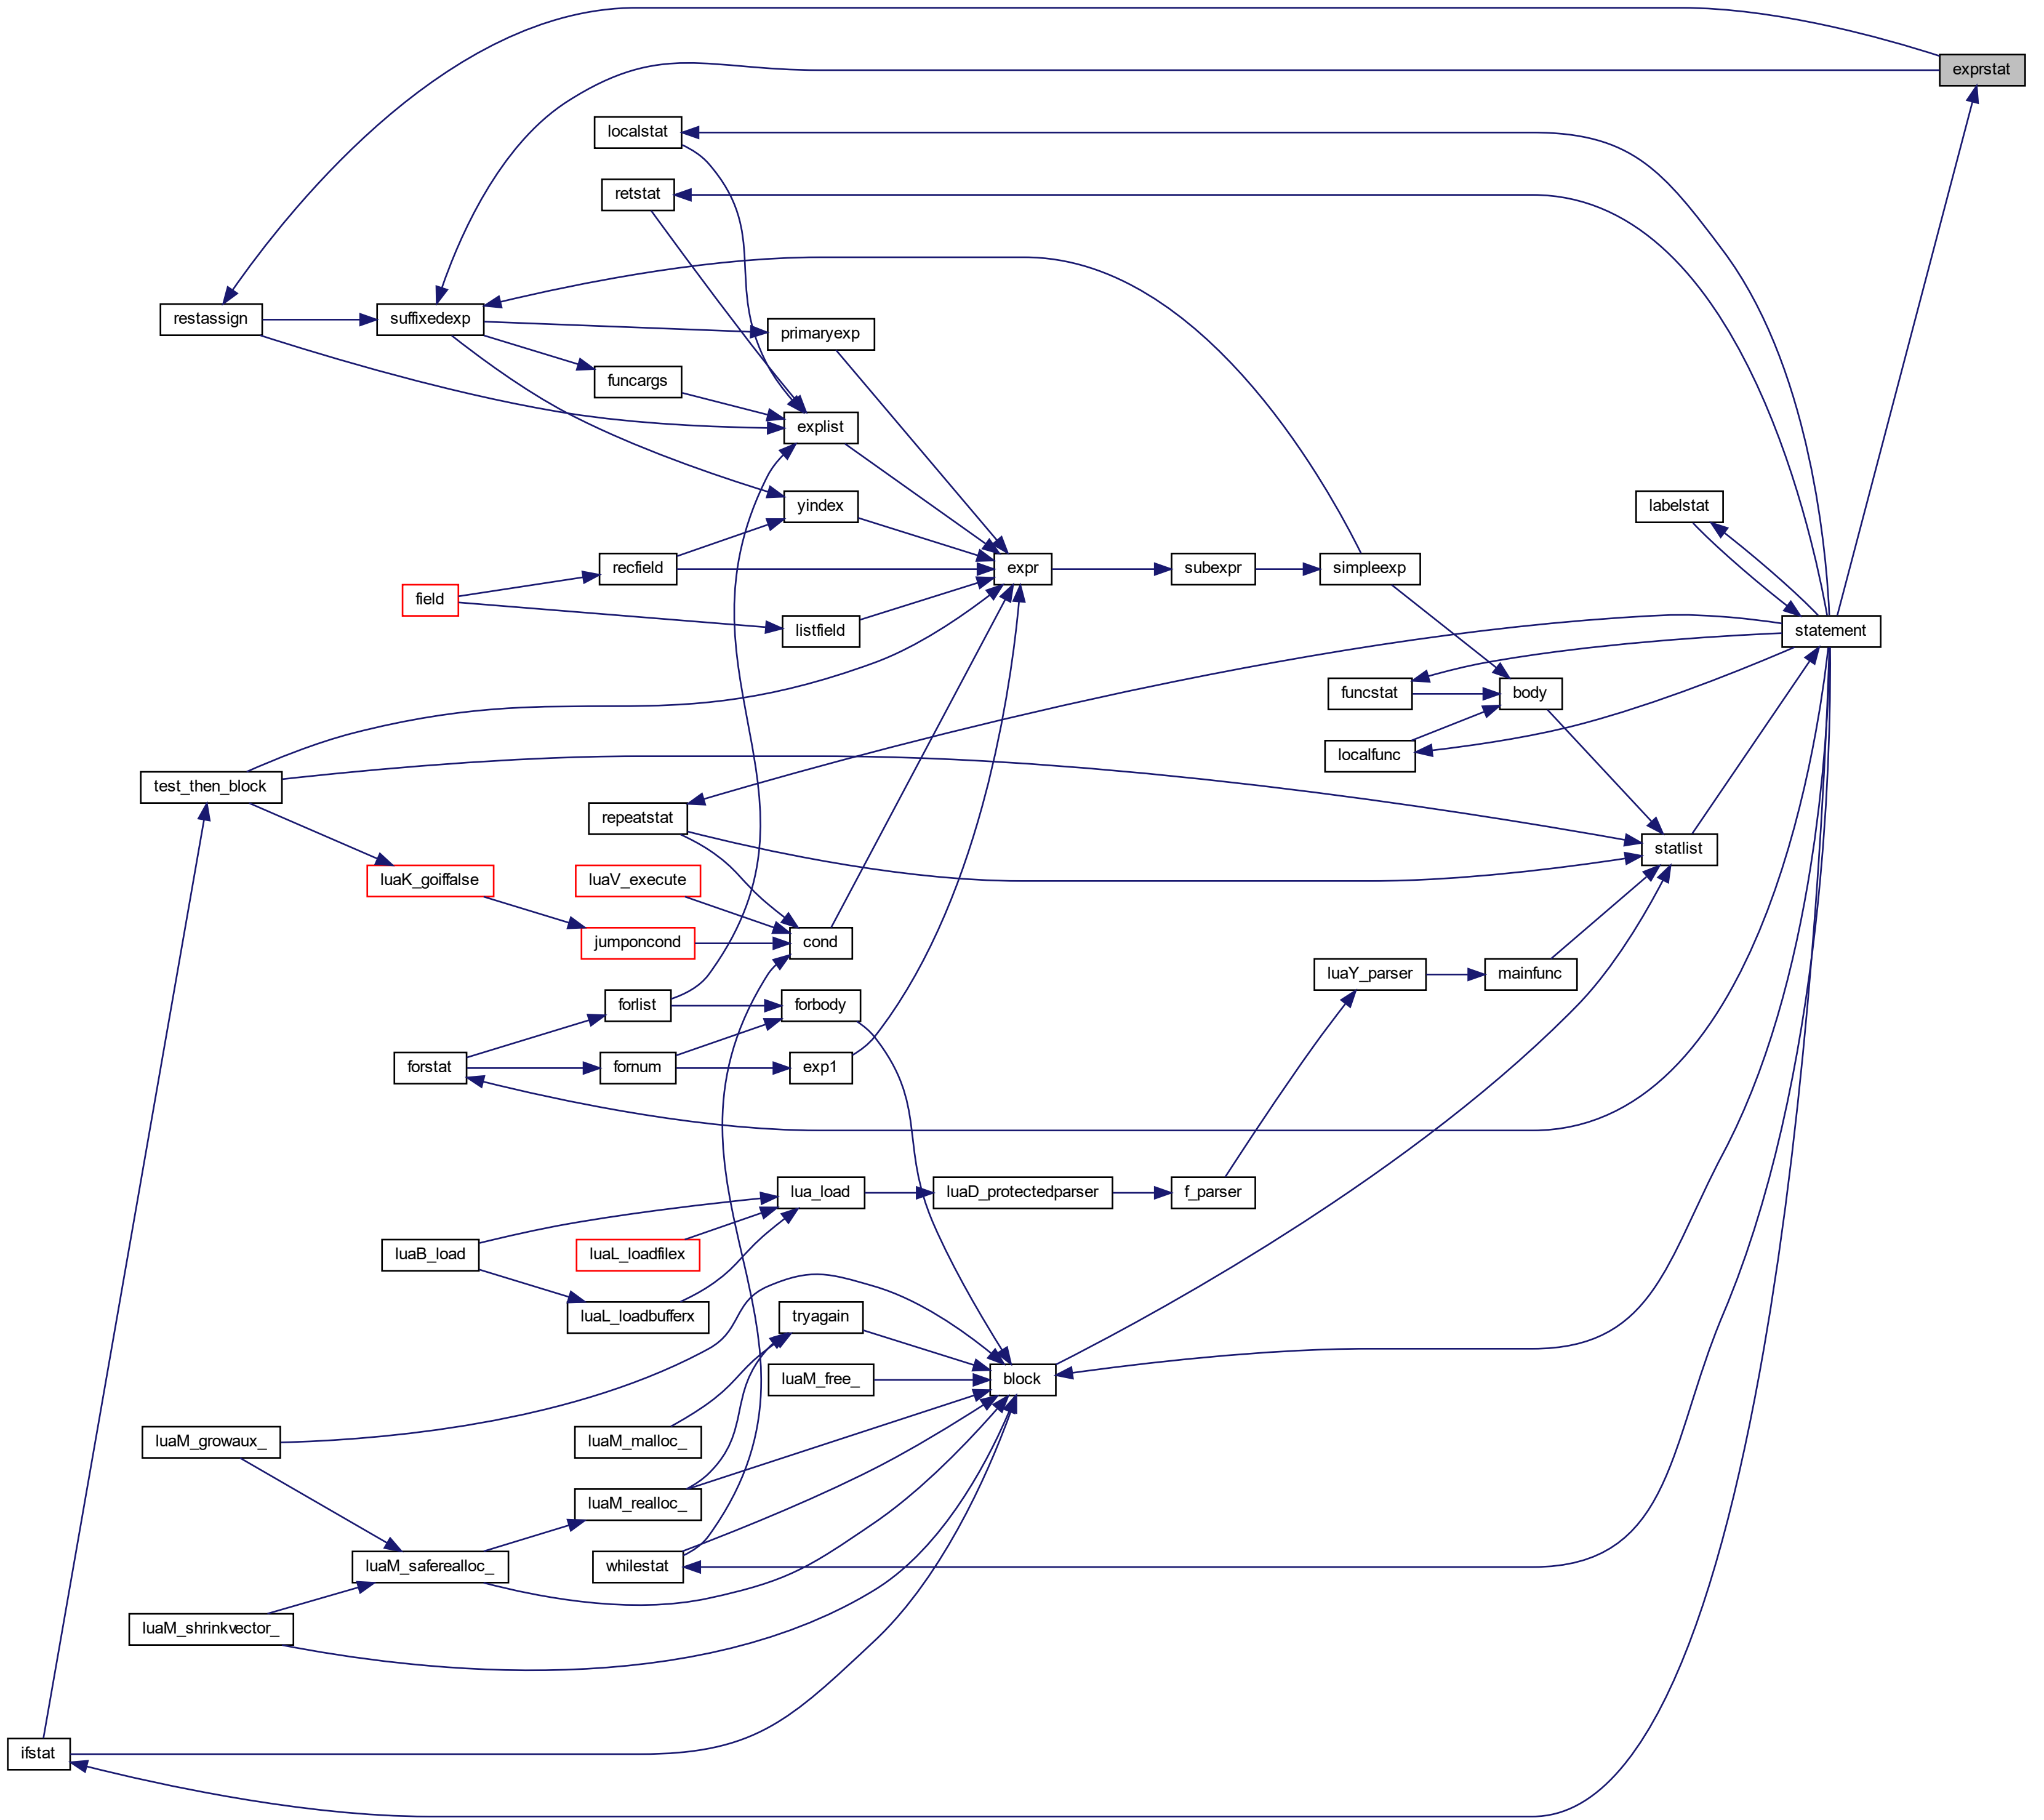 exprstat
localstat
retstat
restassign
suffixedexp
primaryexp
funcargs
explist
yindex
labelstat
recfield
expr
subexpr
simpleexp
field
listfield
statement
funcstat
body
localfunc
test_then_block
repeatstat
statlist
luaK_goiffalse
luaV_execute
jumponcond
cond
luaY_parser
mainfunc
forlist
forbody
forstat
fornum
exp1
lua_load
luaD_protectedparser
f_parser
luaB_load
luaL_loadfilex
luaL_loadbufferx
tryagain
luaM_free_
block
luaM_growaux_
luaM_malloc_
luaM_realloc_
luaM_saferealloc_
whilestat
luaM_shrinkvector_
ifstat